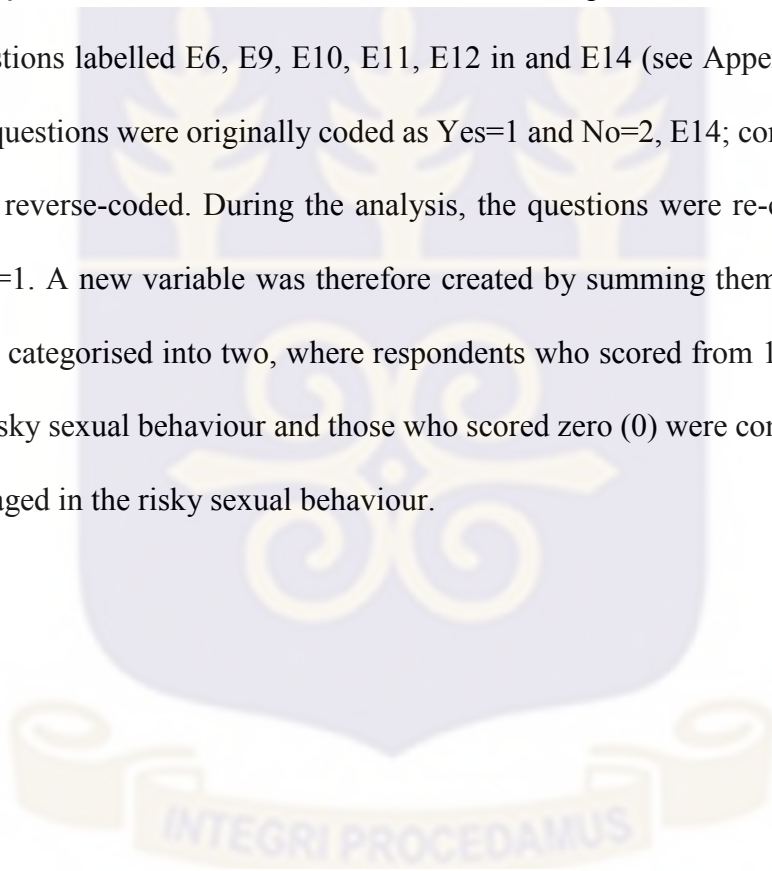 stions labelled E6, E9, E10, E11, E12 in and E14 (see Appe
questions were originally coded as Yes=1 and No=2, E14; co
reverse-coded. During the analysis, the questions were re-
=1. A new variable was therefore created by summing them
categorised into two, where respondents who scored from 1
sky sexual behaviour and those who scored zero (0) were con
aged in the risky sexual behaviour.
INTEGRI PROCEDAMUS